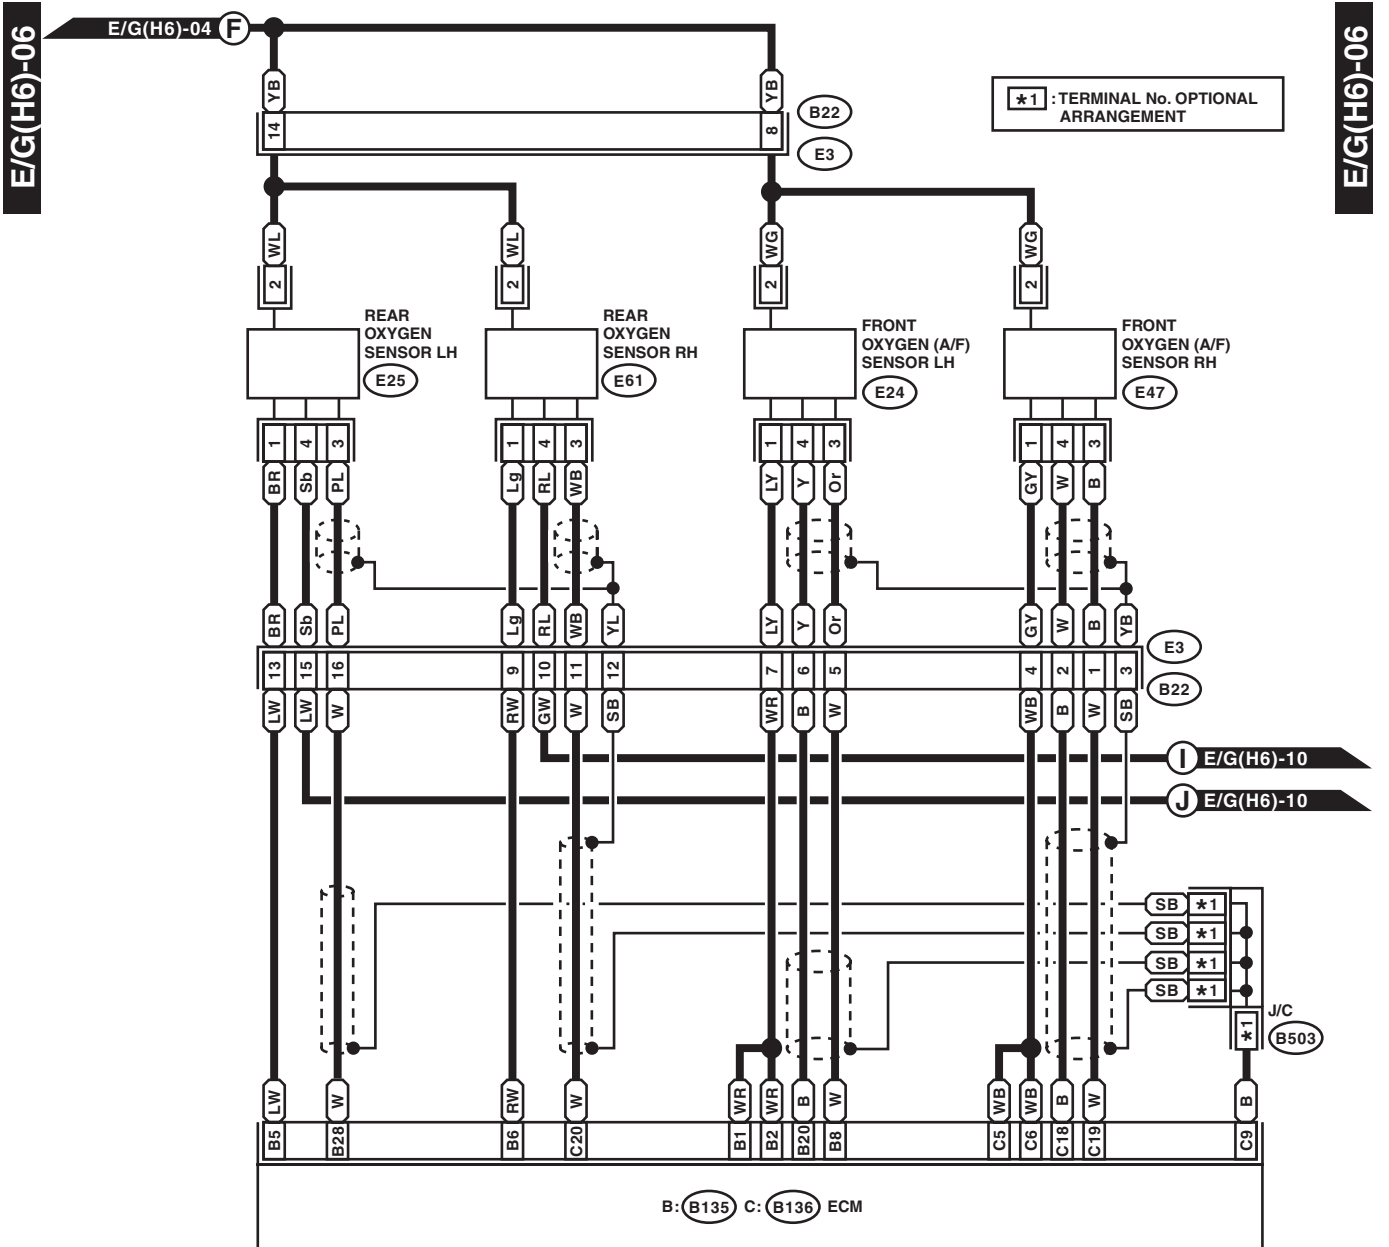 E/G(H6)-06
E/G(H6)-04 F
E/G(H6)-06
YB YB
14 8
B22
E3
*1 : TERMINAL No. OPTIONAL
ARRANGEMENT
WL WL WG WG
2 2 2 2
REAR
OXYGEN
SENSOR LH
E25
REAR
OXYGEN
SENSOR RH
E61
FRONT
OXYGEN (A/F)
SENSOR LH
E24
FRONT
OXYGEN (A/F)
SENSOR RH
E47
1 4 3 1 4 3 1 4 3 1 4 3
BR Sb PL Lg RL WB LY Y Or GY W B
BR Sb PL Lg RL WB YL LY Y Or GY W B YB
E3
13 15 16 9 10 11 12 7 6 5 4 2 1 3
B22
LW LW W RW GW W SB WR B W WB B W SB
I E/G(H6)-10
J E/G(H6)-10
SB *1
SB *1
SB *1
SB *1
J/C
*1 B503
LW W RW W WR WR B W WB WB B W B
B5 B28 B6 C20 B1 B2 B20 B8 C5 C6 C18 C19 C9
B: B135 C: B136 ECM